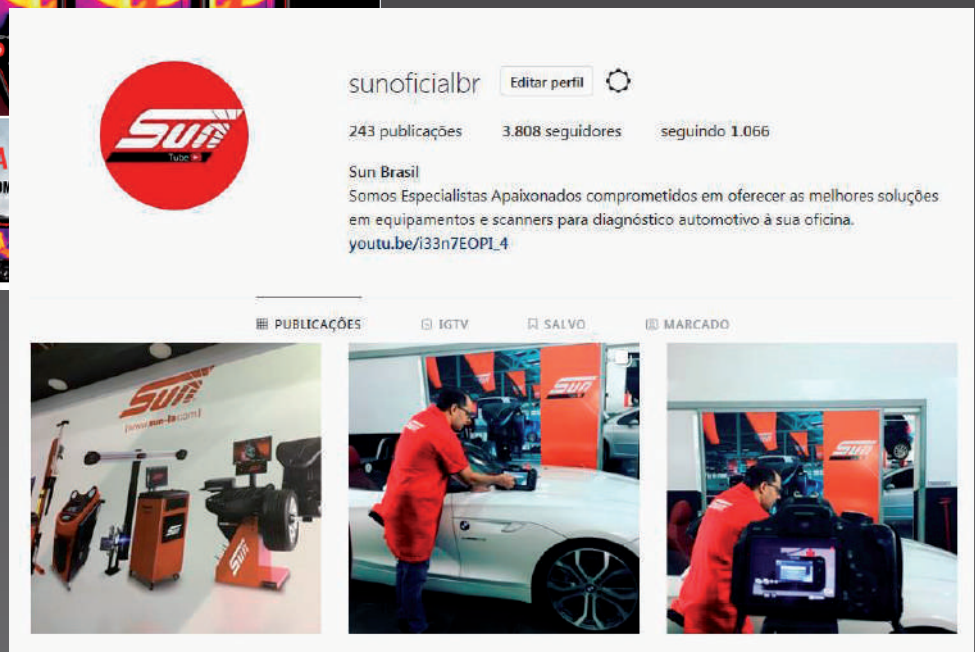 sunoficialbr
Editar perfil
243 publicações 3.808 seguidores seguindo 1.066
Sun Brasil
Somos Especialistas Apaixonados comprometidos em oferecer as melhores soluções
em equipamentos e scanners para diagnóstico automotivo à sua oficina.
youtu.be/i33n7EOPI_4
Sun
Tube
PUBLICAÇÕES IGTV SALVO MARCADO
Sun
[www.sun-la.com]
Sun
Sun
Sun
Sun